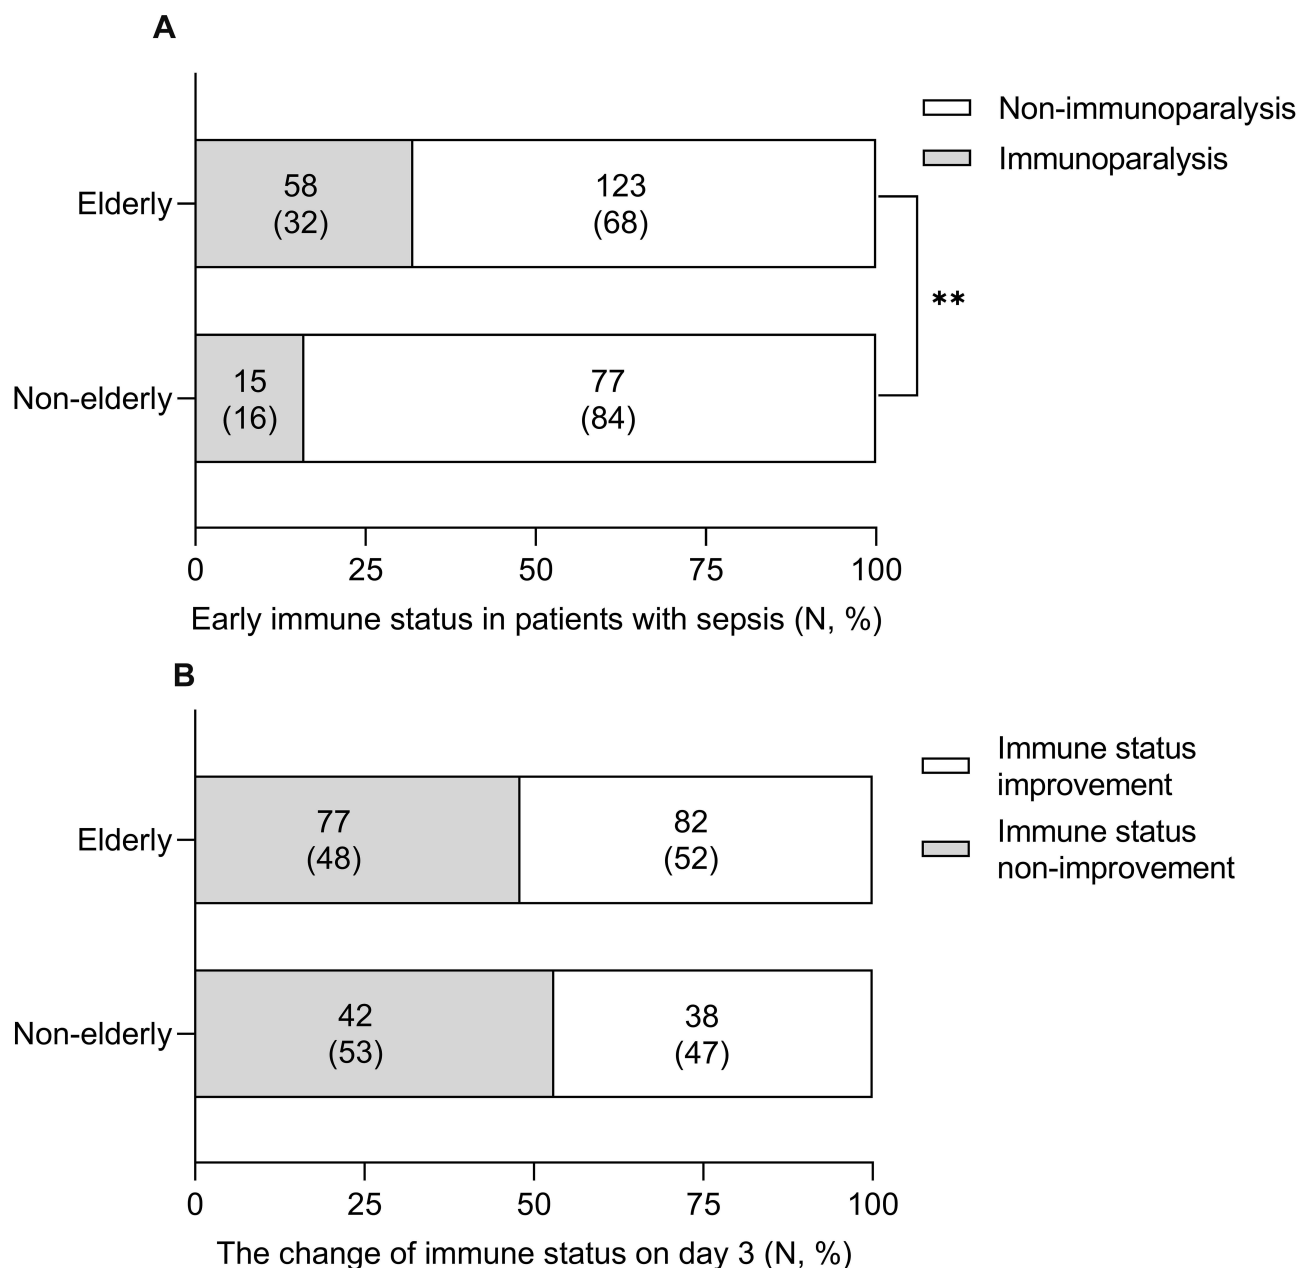 A
Non-immunoparalysis
Immunoparalysis
Elderly
58
(32)
123
(68)
**
Non-elderly
15
(16)
77
(84)
0 25 50 75 100
Early immune status in patients with sepsis (N, %)
B
Immune status
improvement
Immune status
non-improvement
Elderly
77
(48)
82
(52)
Non-elderly
42
(53)
38
(47)
0 25 50 75 100
The change of immune status on day 3 (N, %)